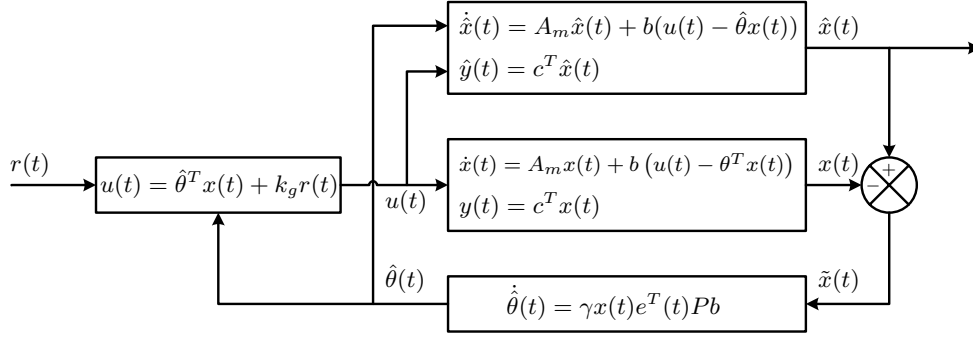 $\dot{\hat{x}}(t) = A_m \hat{x}(t) + b(u(t) - \hat{\theta} x(t))$
$\hat{y}(t) = c^T \hat{x}(t)$
$\hat{x}(t)$
$r(t)$
$u(t) = \hat{\theta}^T x(t) + k_g r(t)$
$u(t)$
$\dot{x}(t) = A_m x(t) + b \left( u(t) - \theta^T x(t) \right)$
$y(t) = c^T x(t)$
$x(t)$
+
−
$\hat{\theta}(t)$
$\dot{\hat{\theta}}(t) = \gamma x(t) e^T(t) P b$
$\tilde{x}(t)$